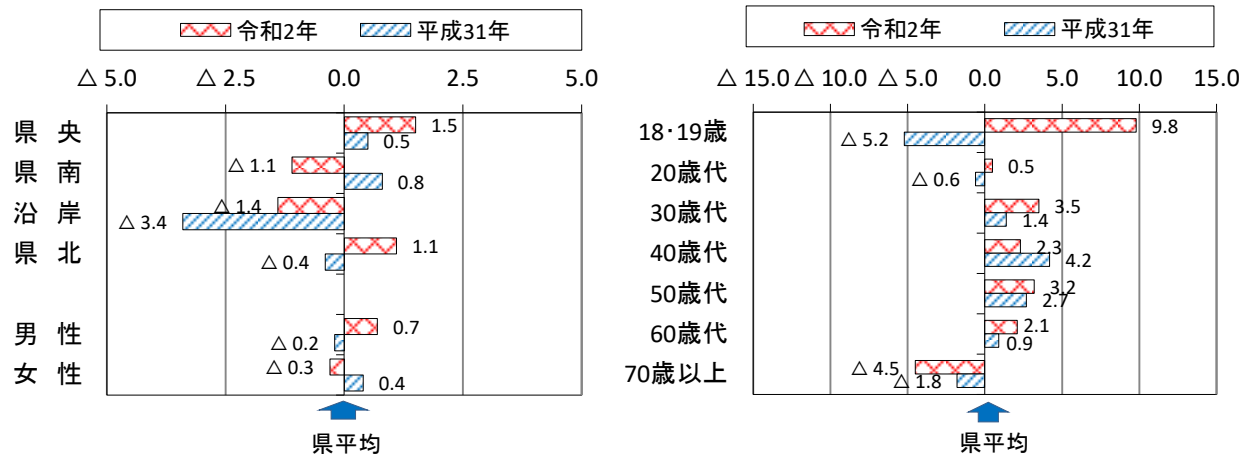 令和2年 平成31年
△ 5.0 △ 2.5 0.0 2.5 5.0
県 央 1.5 0.5
県 南 △ 1.1 0.8
沿 岸 △ 1.4 △ 3.4
県 北 1.1 △ 0.4
男 性 0.7 △ 0.2
女 性 △ 0.3 0.4
県平均
令和2年 平成31年
△ 15.0 △ 10.0 △ 5.0 0.0 5.0 10.0 15.0
18・19歳 9.8 △ 5.2
20歳代 0.5 △ 0.6
30歳代 3.5 1.4
40歳代 2.3 4.2
50歳代 3.2 2.7
60歳代 2.1 0.9
70歳以上 △ 4.5 △ 1.8
県平均